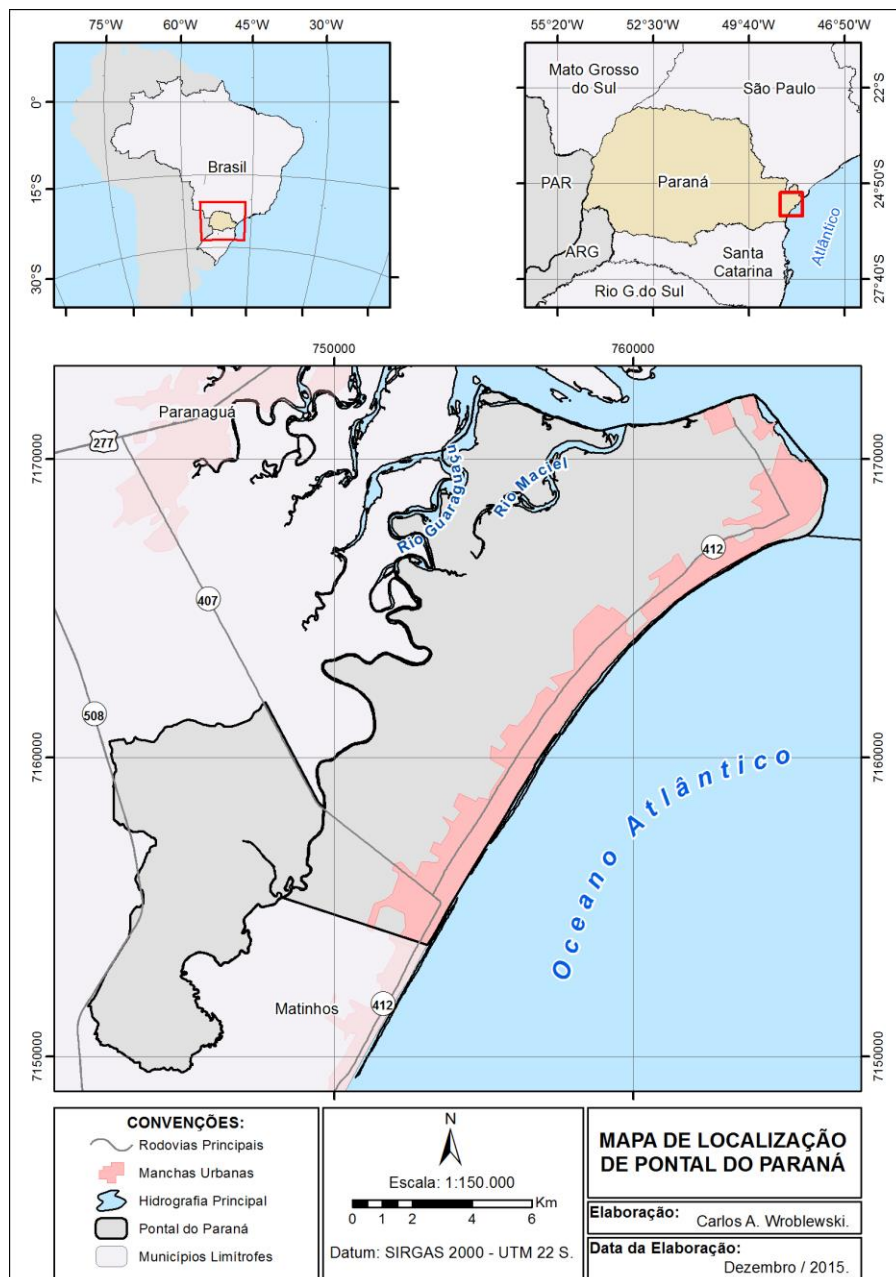 75°W 60°W 45°W 30°W
0°
15°S
30°S
Brasil
55°20'W 52°30'W 49°40'W 46°50'W
22°S
24°50'S
27°40'S
Mato Grosso
do Sul
São Paulo
PAR
Paraná
ARG
Santa
Catarina
Rio G.do Sul
Atlântico
750000 760000
Paranaguá
277
7170000 7170000
Rio Guaraguaçu
Rio Maciel
412
407
508
7160000 7160000
Oceano Atlântico
Matinhos
412
7150000 7150000
CONVENÇÕES:
Rodovias Principais
Manchas Urbanas
Hidrografia Principal
Pontal do Paraná
Municípios Limítrofes
N
Escala: 1:150.000
Km
0 1 2 4 6
Datum: SIRGAS 2000 - UTM 22 S.
MAPA DE LOCALIZAÇÃO
DE PONTAL DO PARANÁ
Elaboração: Carlos A. Wroblewski.
Data da Elaboração:
Dezembro / 2015.